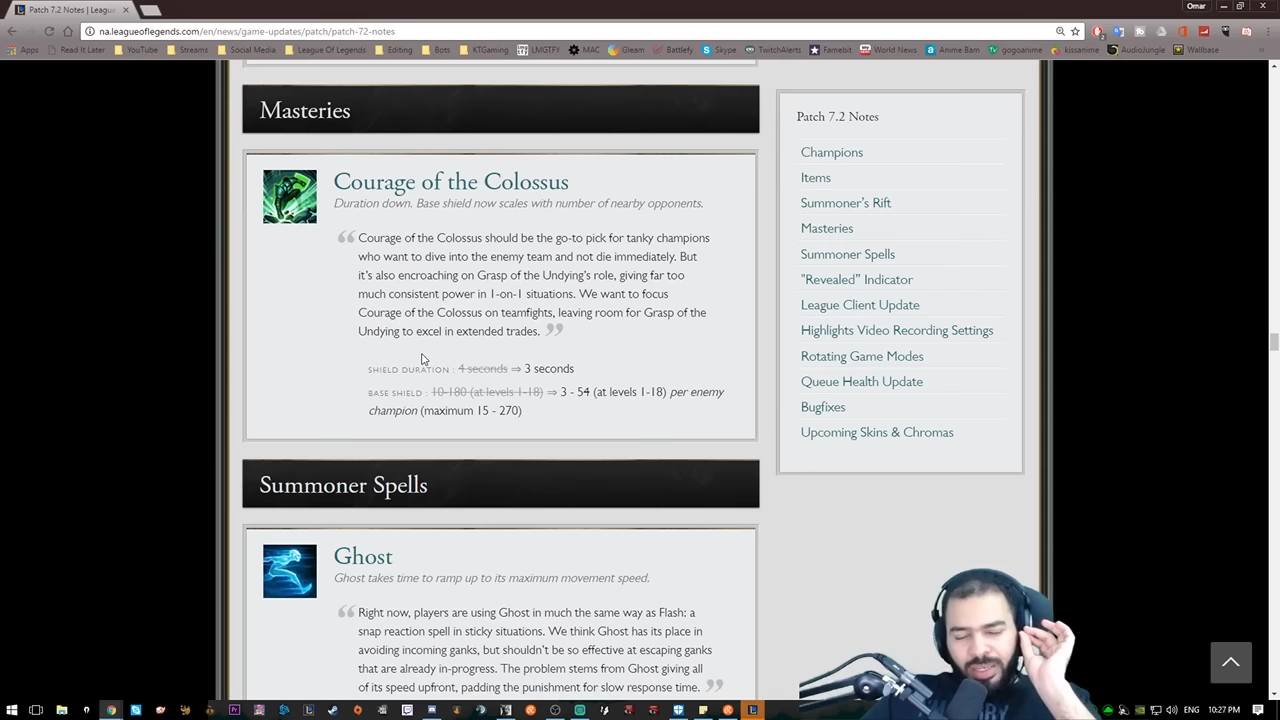 Patch 7.2 Notes | Leagu
Omar
na.leagueoflegends.com/en/news/game-updates/patch/patch-72-notes
Apps Read It Later YouTube Streams Social Media League Of Legends Editing Bots KTGaming LMGTFY MAC Gleam Battlefy Skype TwitchAlerts Famebit World News Anime Bam gogoanime kissanime AudioJungle Wallbase
Masteries
Courage of the Colossus
Duration down. Base shield now scales with number of nearby opponents.
Courage of the Colossus should be the go-to pick for tanky champions
who want to dive into the enemy team and not die immediately. But
it's also encroaching on Grasp of the Undying's role, giving far too
much consistent power in 1-on-1 situations. We want to focus
Courage of the Colossus on teamfights, leaving room for Grasp of the
Undying to excel in extended trades.
SHIELD DURATION : 4 seconds ⇒ 3 seconds
BASE SHIELD : 10-180 (at levels 1-18) ⇒ 3 - 54 (at levels 1-18) per enemy
champion (maximum 15 - 270)
Summoner Spells
Ghost
Ghost takes time to ramp up to its maximum movement speed.
Right now, players are using Ghost in much the same way as Flash: a
snap reaction spell in sticky situations. We think Ghost has its place in
avoiding incoming ganks, but shouldn't be so effective at escaping ganks
that are already in-progress. The problem stems from Ghost giving all
of its speed upfront, padding the punishment for slow response time.
Patch 7.2 Notes
Champions
Items
Summoner's Rift
Masteries
Summoner Spells
"Revealed" Indicator
League Client Update
Highlights Video Recording Settings
Rotating Game Modes
Queue Health Update
Bugfixes
Upcoming Skins & Chromas
ENG 10:27 PM